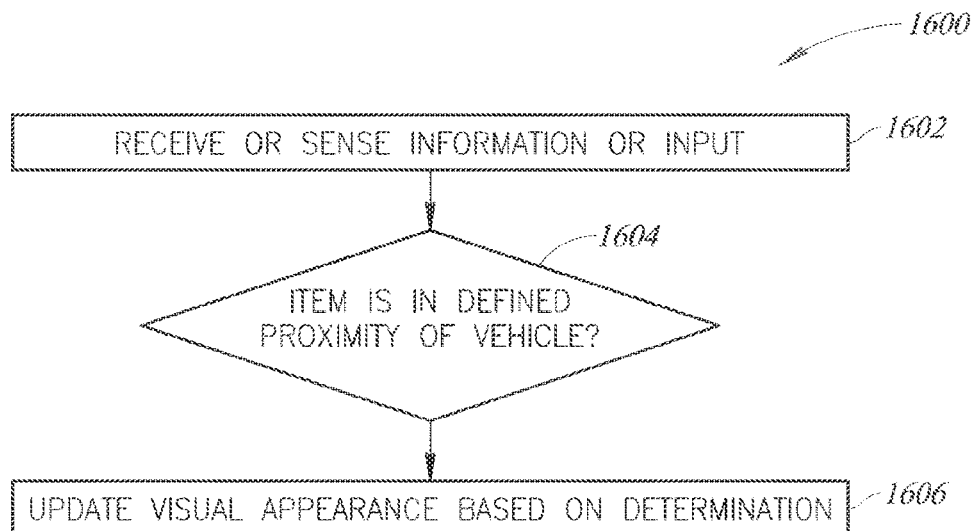 1600
RECEIVE OR SENSE INFORMATION OR INPUT
1602
1604
ITEM IS IN DEFINED
PROXIMITY OF VEHICLE?
UPDATE VISUAL APPEARANCE BASED ON DETERMINATION
1606